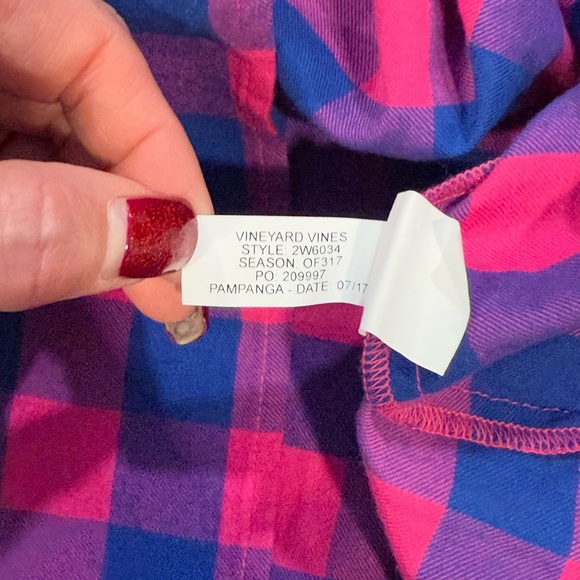 VINEYARD VINES
STYLE: 2W6034
SEASON: OF317
PO: 209997
PAMPANGA - DATE 07/17